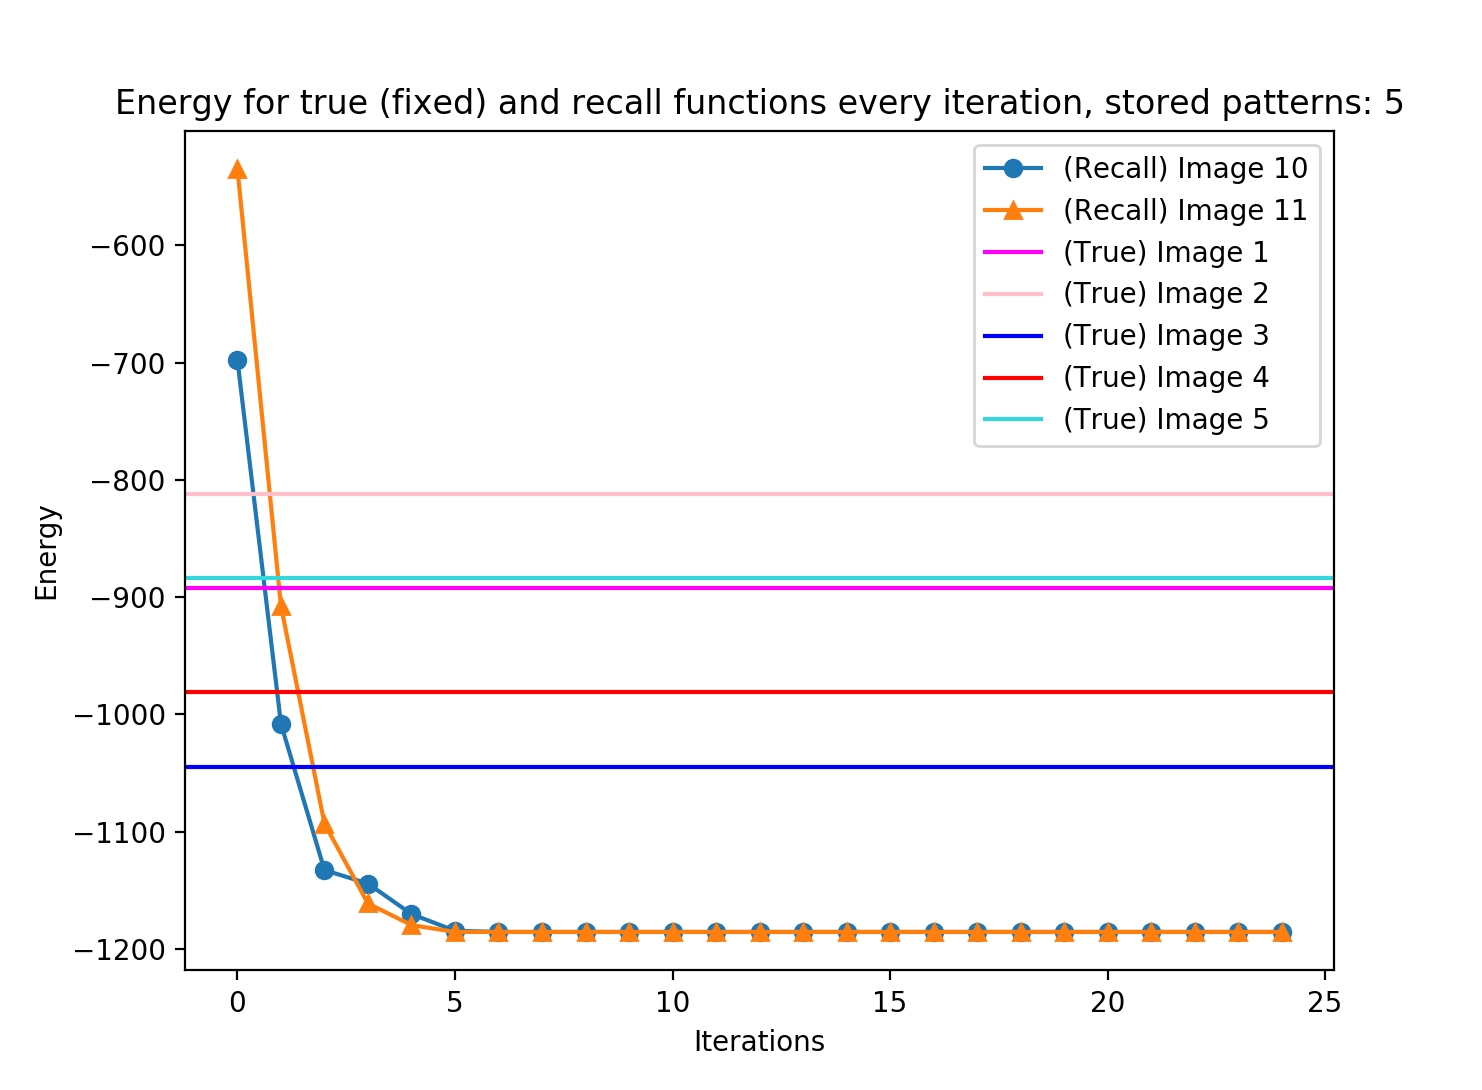 Energy for true (fixed) and recall functions every iteration, stored patterns: 5
(Recall) Image 10
(Recall) Image 11
(True) Image 1
(True) Image 2
(True) Image 3
(True) Image 4
(True) Image 5
Energy
−600
−700
−800
−900
−1000
−1100
−1200
0 5 10 15 20 25
Iterations